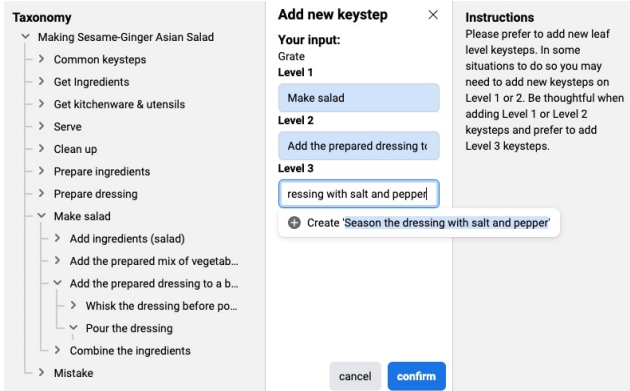 Taxonomy
Making Sesame-Ginger Asian Salad
Common keysteps
Get Ingredients
Get kitchenware & utensils
Serve
Clean up
Prepare ingredients
Prepare dressing
Make salad
Add ingredients (salad)
Add the prepared mix of vegetab...
Add the prepared dressing to a b...
Whisk the dressing before po...
Pour the dressing
Combine the ingredients
Mistake
Add new keystep
Your input:
Grate
Level 1
Make salad
Level 2
Add the prepared dressing to
Level 3
ressing with salt and pepper
Create 'Season the dressing with salt and pepper'
cancel
confirm
Instructions
Please prefer to add new leaf
level keysteps. In some
situations to do so you may
need to add new keysteps on
Level 1 or 2. Be thoughtful when
adding Level 1 or Level 2
keysteps and prefer to add
Level 3 keysteps.